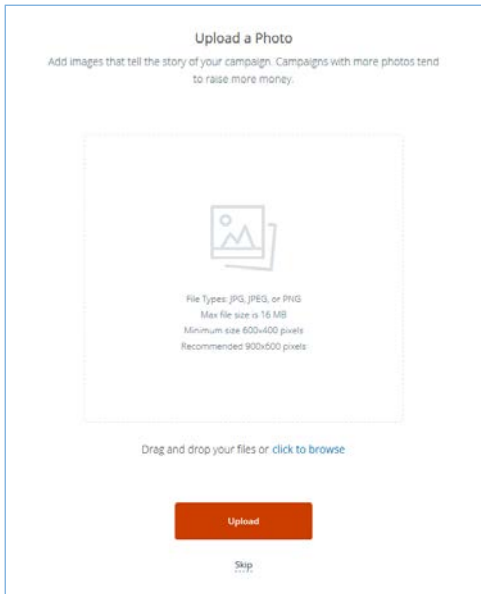 Upload a Photo
Add images that tell the story of your campaign. Campaigns with more photos tend
to raise more money.
File Types: JPG, JPEG, or PNG
Max file size is 16 MB
Minimum size 600x400 pixels
Recommended 900x600 pixels
Drag and drop your files or click to browse
Upload
Skip